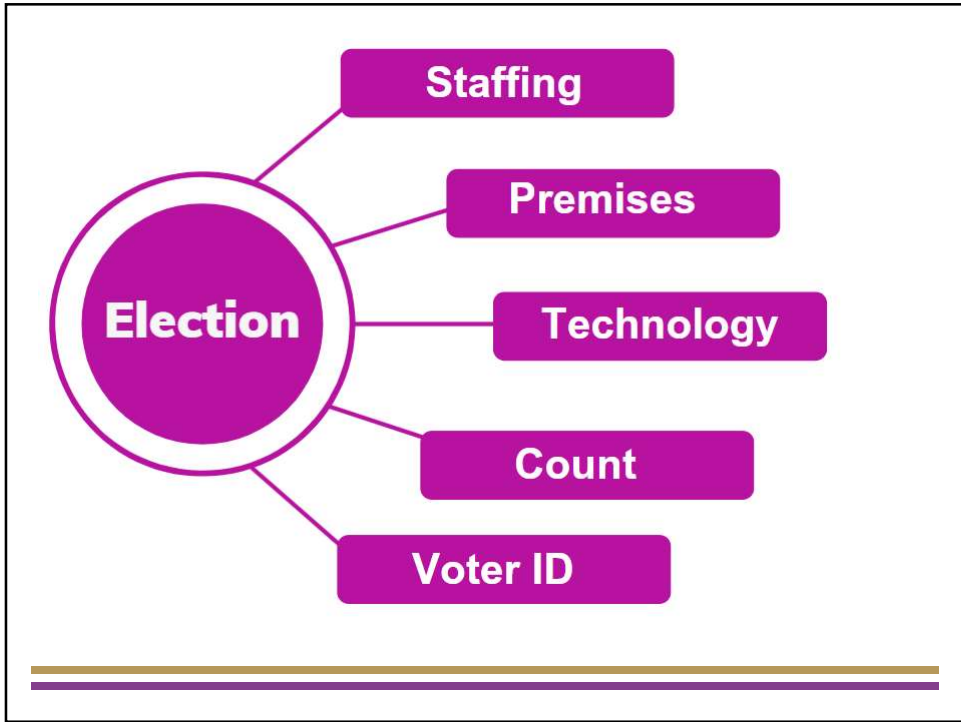 Staffing
Premises
Election
Technology
Count
Voter ID